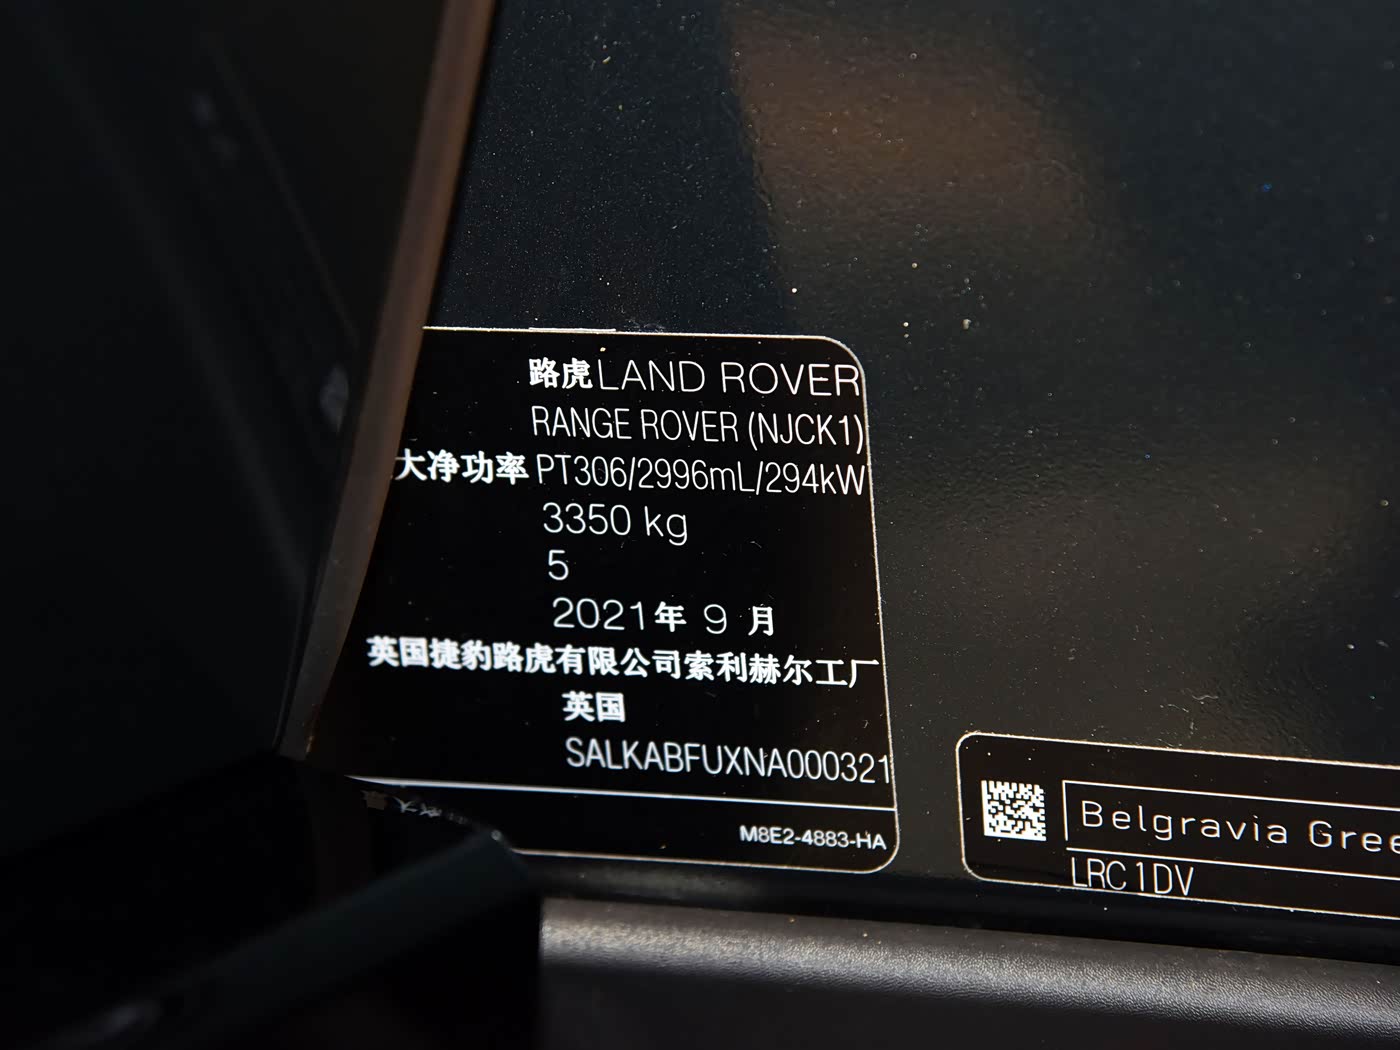 路虎LAND ROVER
RANGE ROVER (NJCK1)
大净功率 PT306/2996mL/294kW
3350 kg
5
2021年 9 月
英国捷豹路虎有限公司索利赫尔工厂
英国
SALKABFUXNA000321
M8E2-4883-HA
Belgravia Gree
LRC1DV